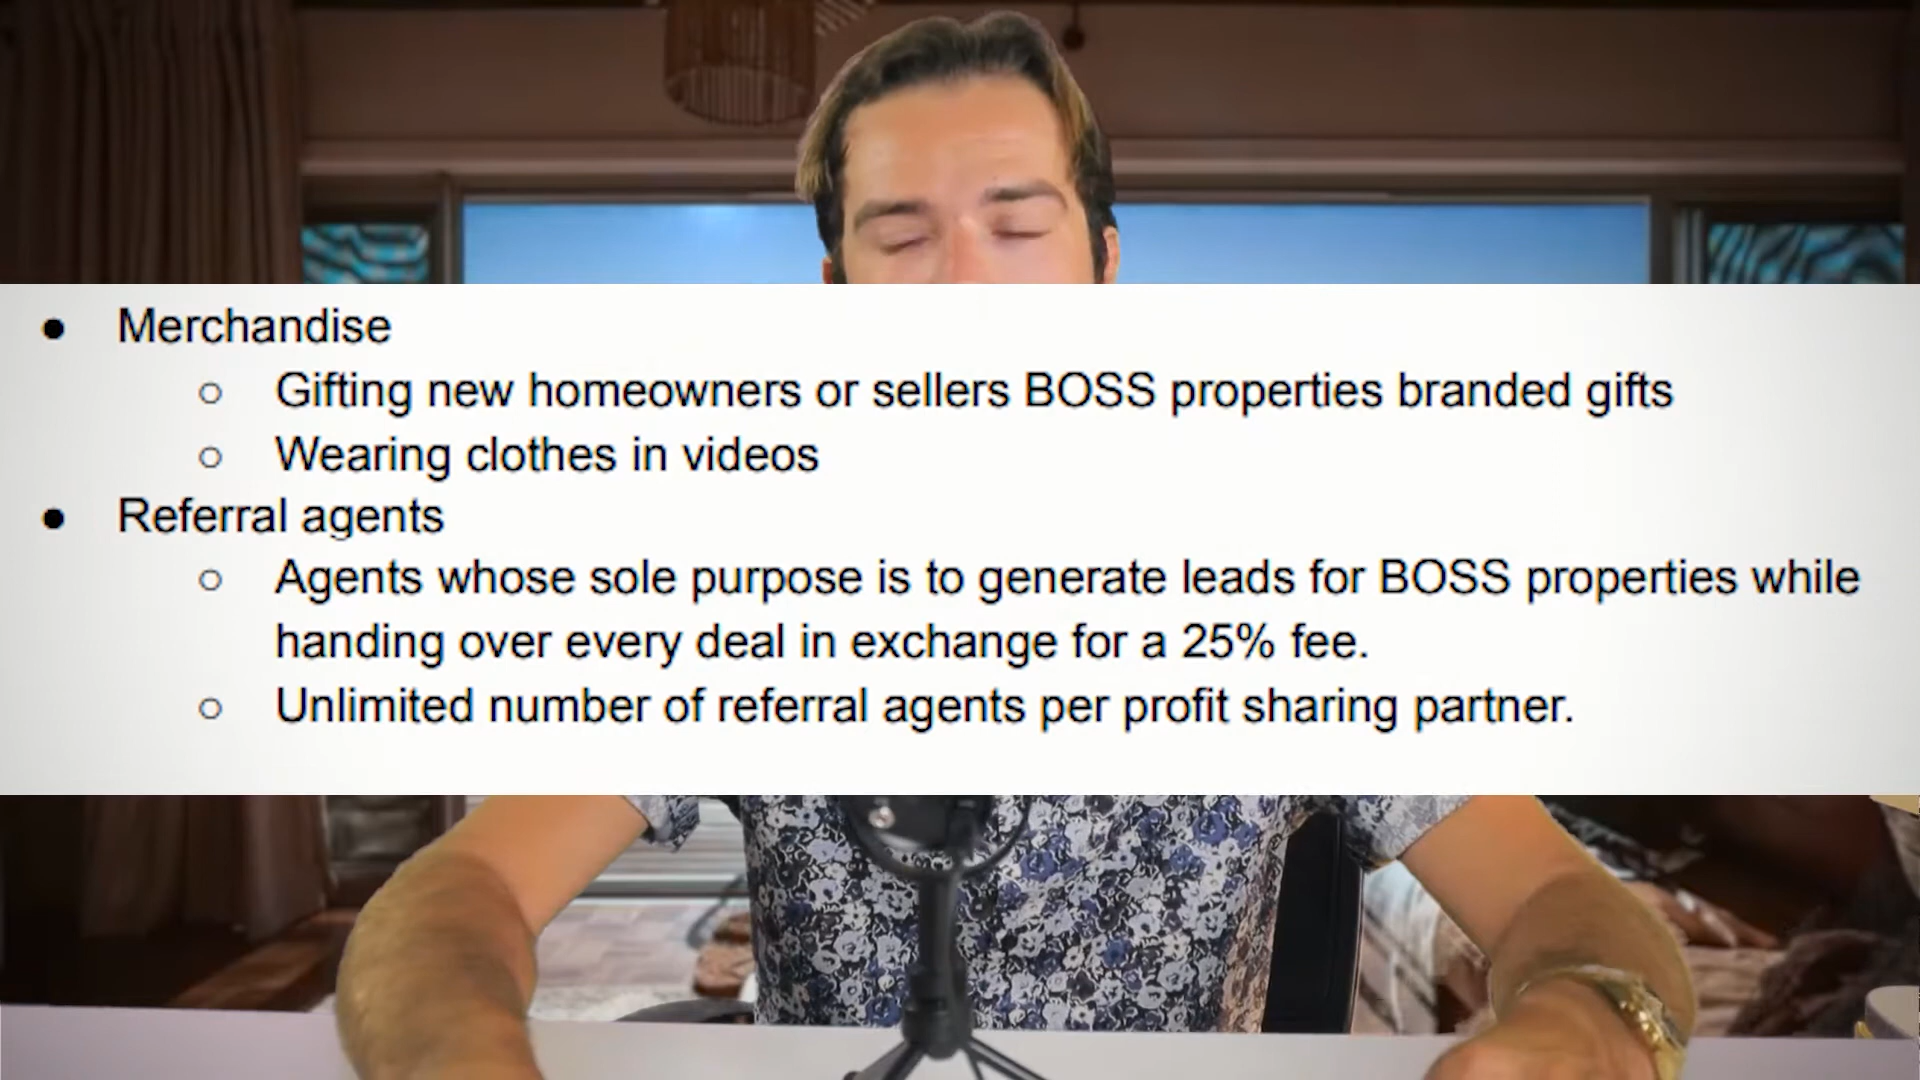 ● Merchandise
○ Gifting new homeowners or sellers BOSS properties branded gifts
○ Wearing clothes in videos
● Referral agents
○ Agents whose sole purpose is to generate leads for BOSS properties while
handing over every deal in exchange for a 25% fee.
○ Unlimited number of referral agents per profit sharing partner.